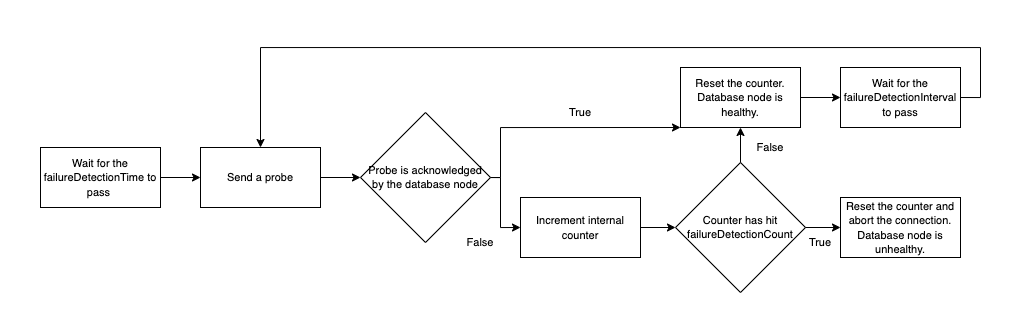 Wait for the
failureDetectionTime to
pass
Send a probe
Probe is acknowledged
by the database node
True
False
Increment internal
counter
Reset the counter.
Database node is
healthy.
Wait for the
failureDetectionInterval
to pass
False
Counter has hit
failureDetectionCount
True
Reset the counter and
abort the connection.
Database node is
unhealthy.